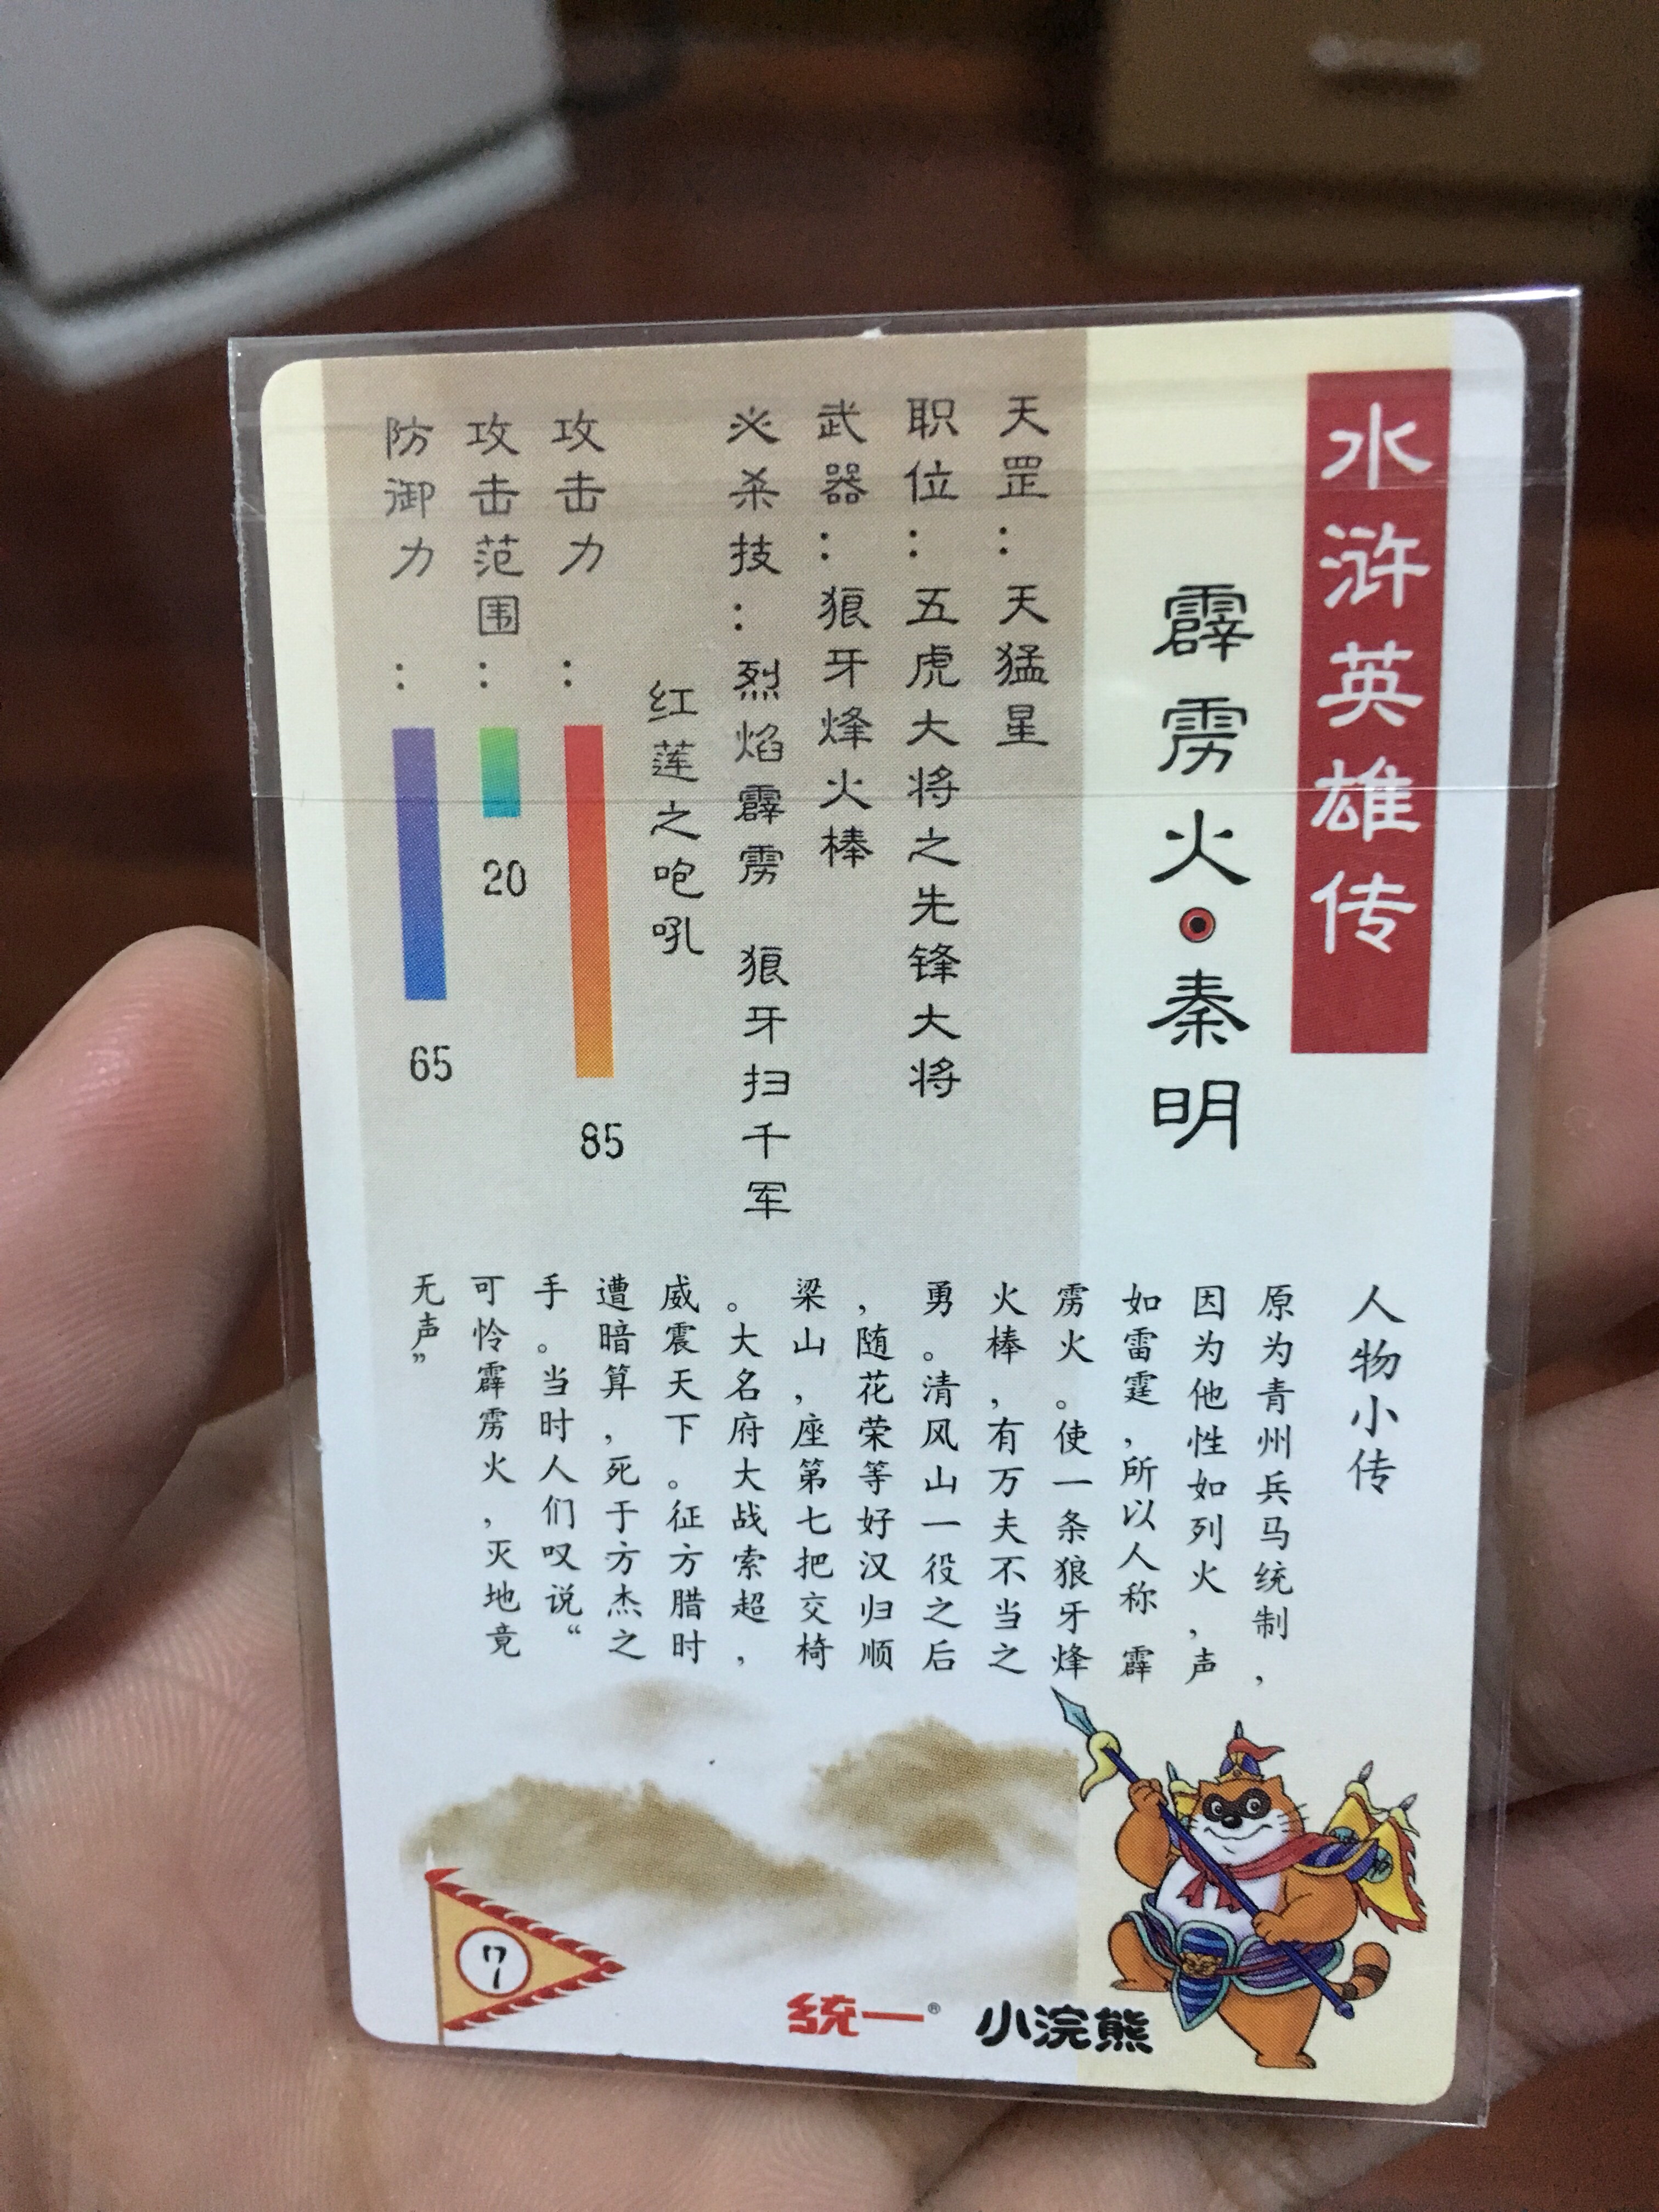 水浒英雄传
霹雳火·秦明
天罡：天猛星
职位：五虎大将之先锋大将
武器：狼牙烽火棒
必杀技：烈焰霹雳 狼牙扫千军
红莲之咆吼
攻击力：85
攻击范围：20
防御力：65
人物小传
原为青州兵马统制，
因为他性如列火，声
如雷霆，所以人称霹
雳火。使一条狼牙烽
火棒，有万夫不当之
勇。清风山一役之后
，随花荣等好汉归顺
梁山，座第七把交椅
。大名府大战索超，
威震天下。征方腊时
遭暗算，死于方杰之
手。当时人们叹说“
可怜霹雳火，灭地竟
无声”
7
统一® 小浣熊